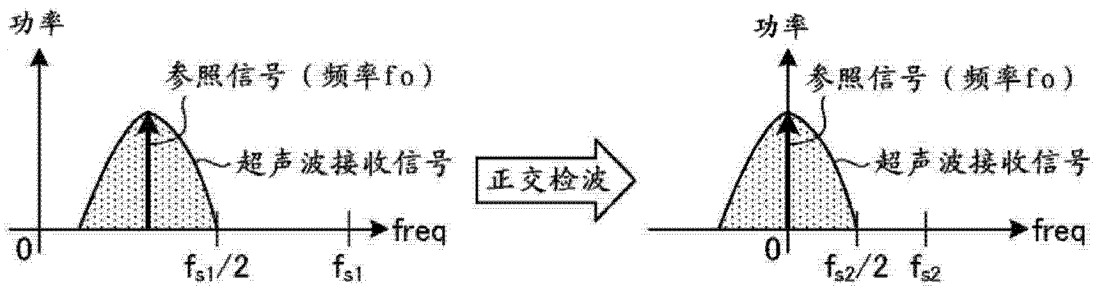 功率
参照信号（频率fo）
超声波接收信号
0
fs1/2
fs1
freq
正交检波
功率
参照信号（频率fo）
超声波接收信号
0
fs2/2
fs2
freq